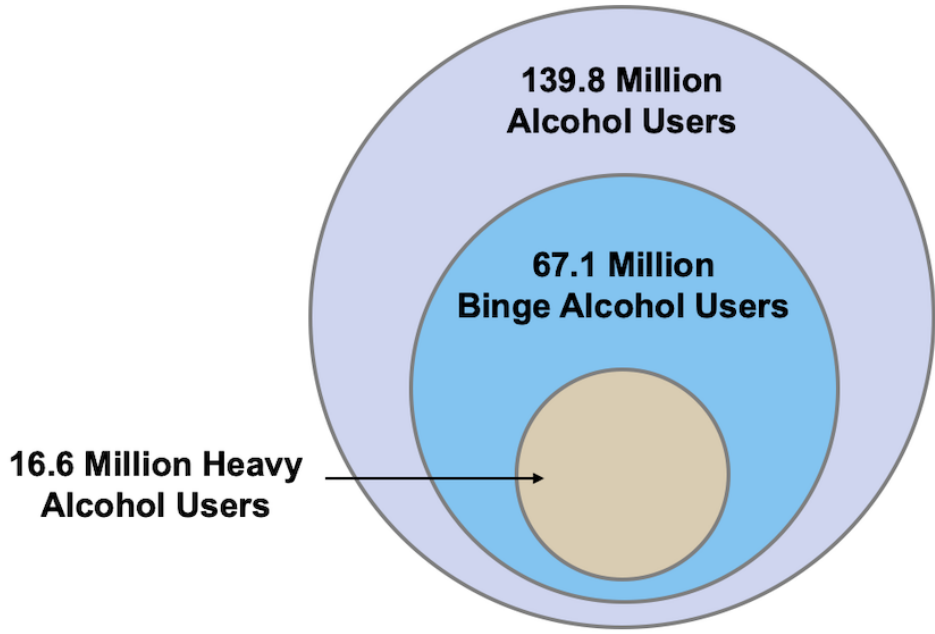 139.8 Million
Alcohol Users
67.1 Million
Binge Alcohol Users
16.6 Million Heavy
Alcohol Users